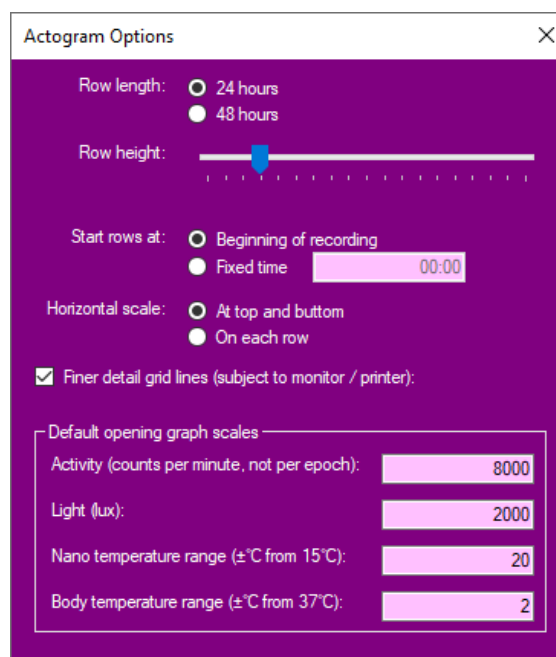 Actogram Options
Row length: 24 hours
48 hours
Row height:
Start rows at: Beginning of recording
Fixed time 00:00
Horizontal scale: At top and buttom
On each row
Finer detail grid lines (subject to monitor / printer):
Default opening graph scales
Activity (counts per minute, not per epoch): 8000
Light (lux): 2000
Nano temperature range (±°C from 15°C): 20
Body temperature range (±°C from 37°C): 2